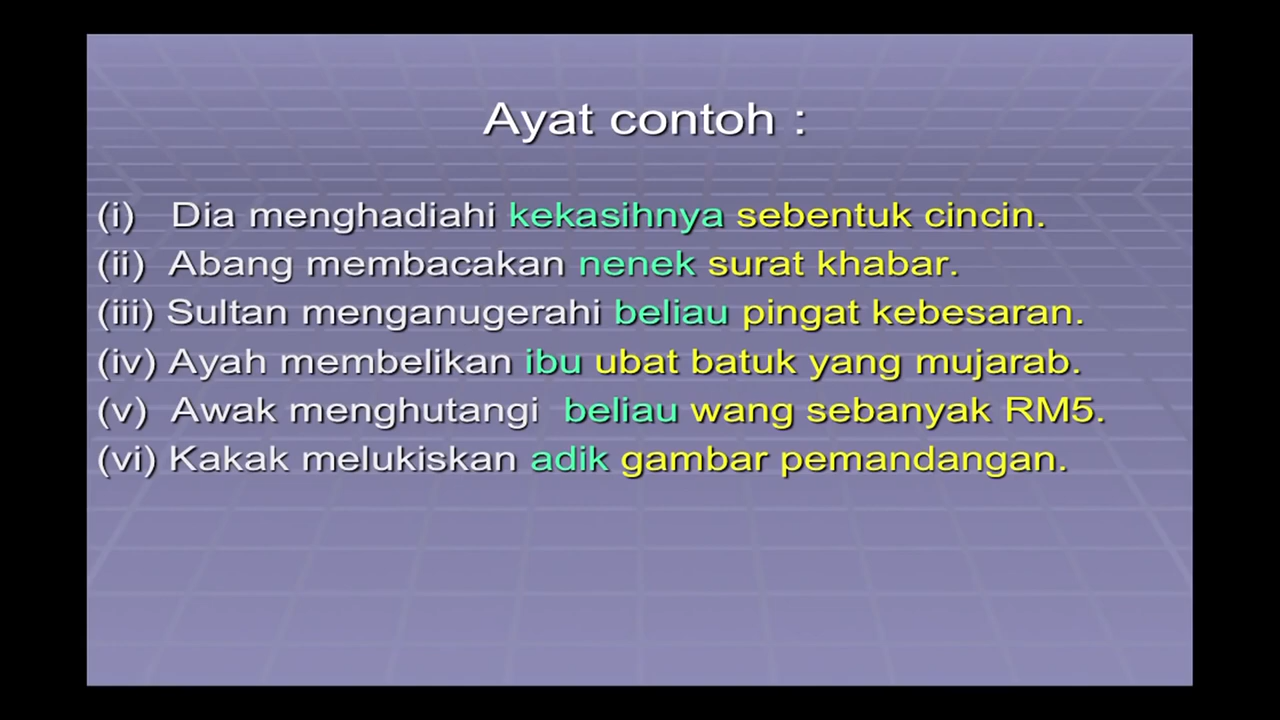 Ayat contoh :
(i) Dia menghadiahi kekasihnya sebentuk cincin.
(ii) Abang membacakan nenek surat khabar.
(iii) Sultan menganugerahi beliau pingat kebesaran.
(iv) Ayah membelikan ibu ubat batuk yang mujarab.
(v) Awak menghutangi beliau wang sebanyak RM5.
(vi) Kakak melukiskan adik gambar pemandangan.